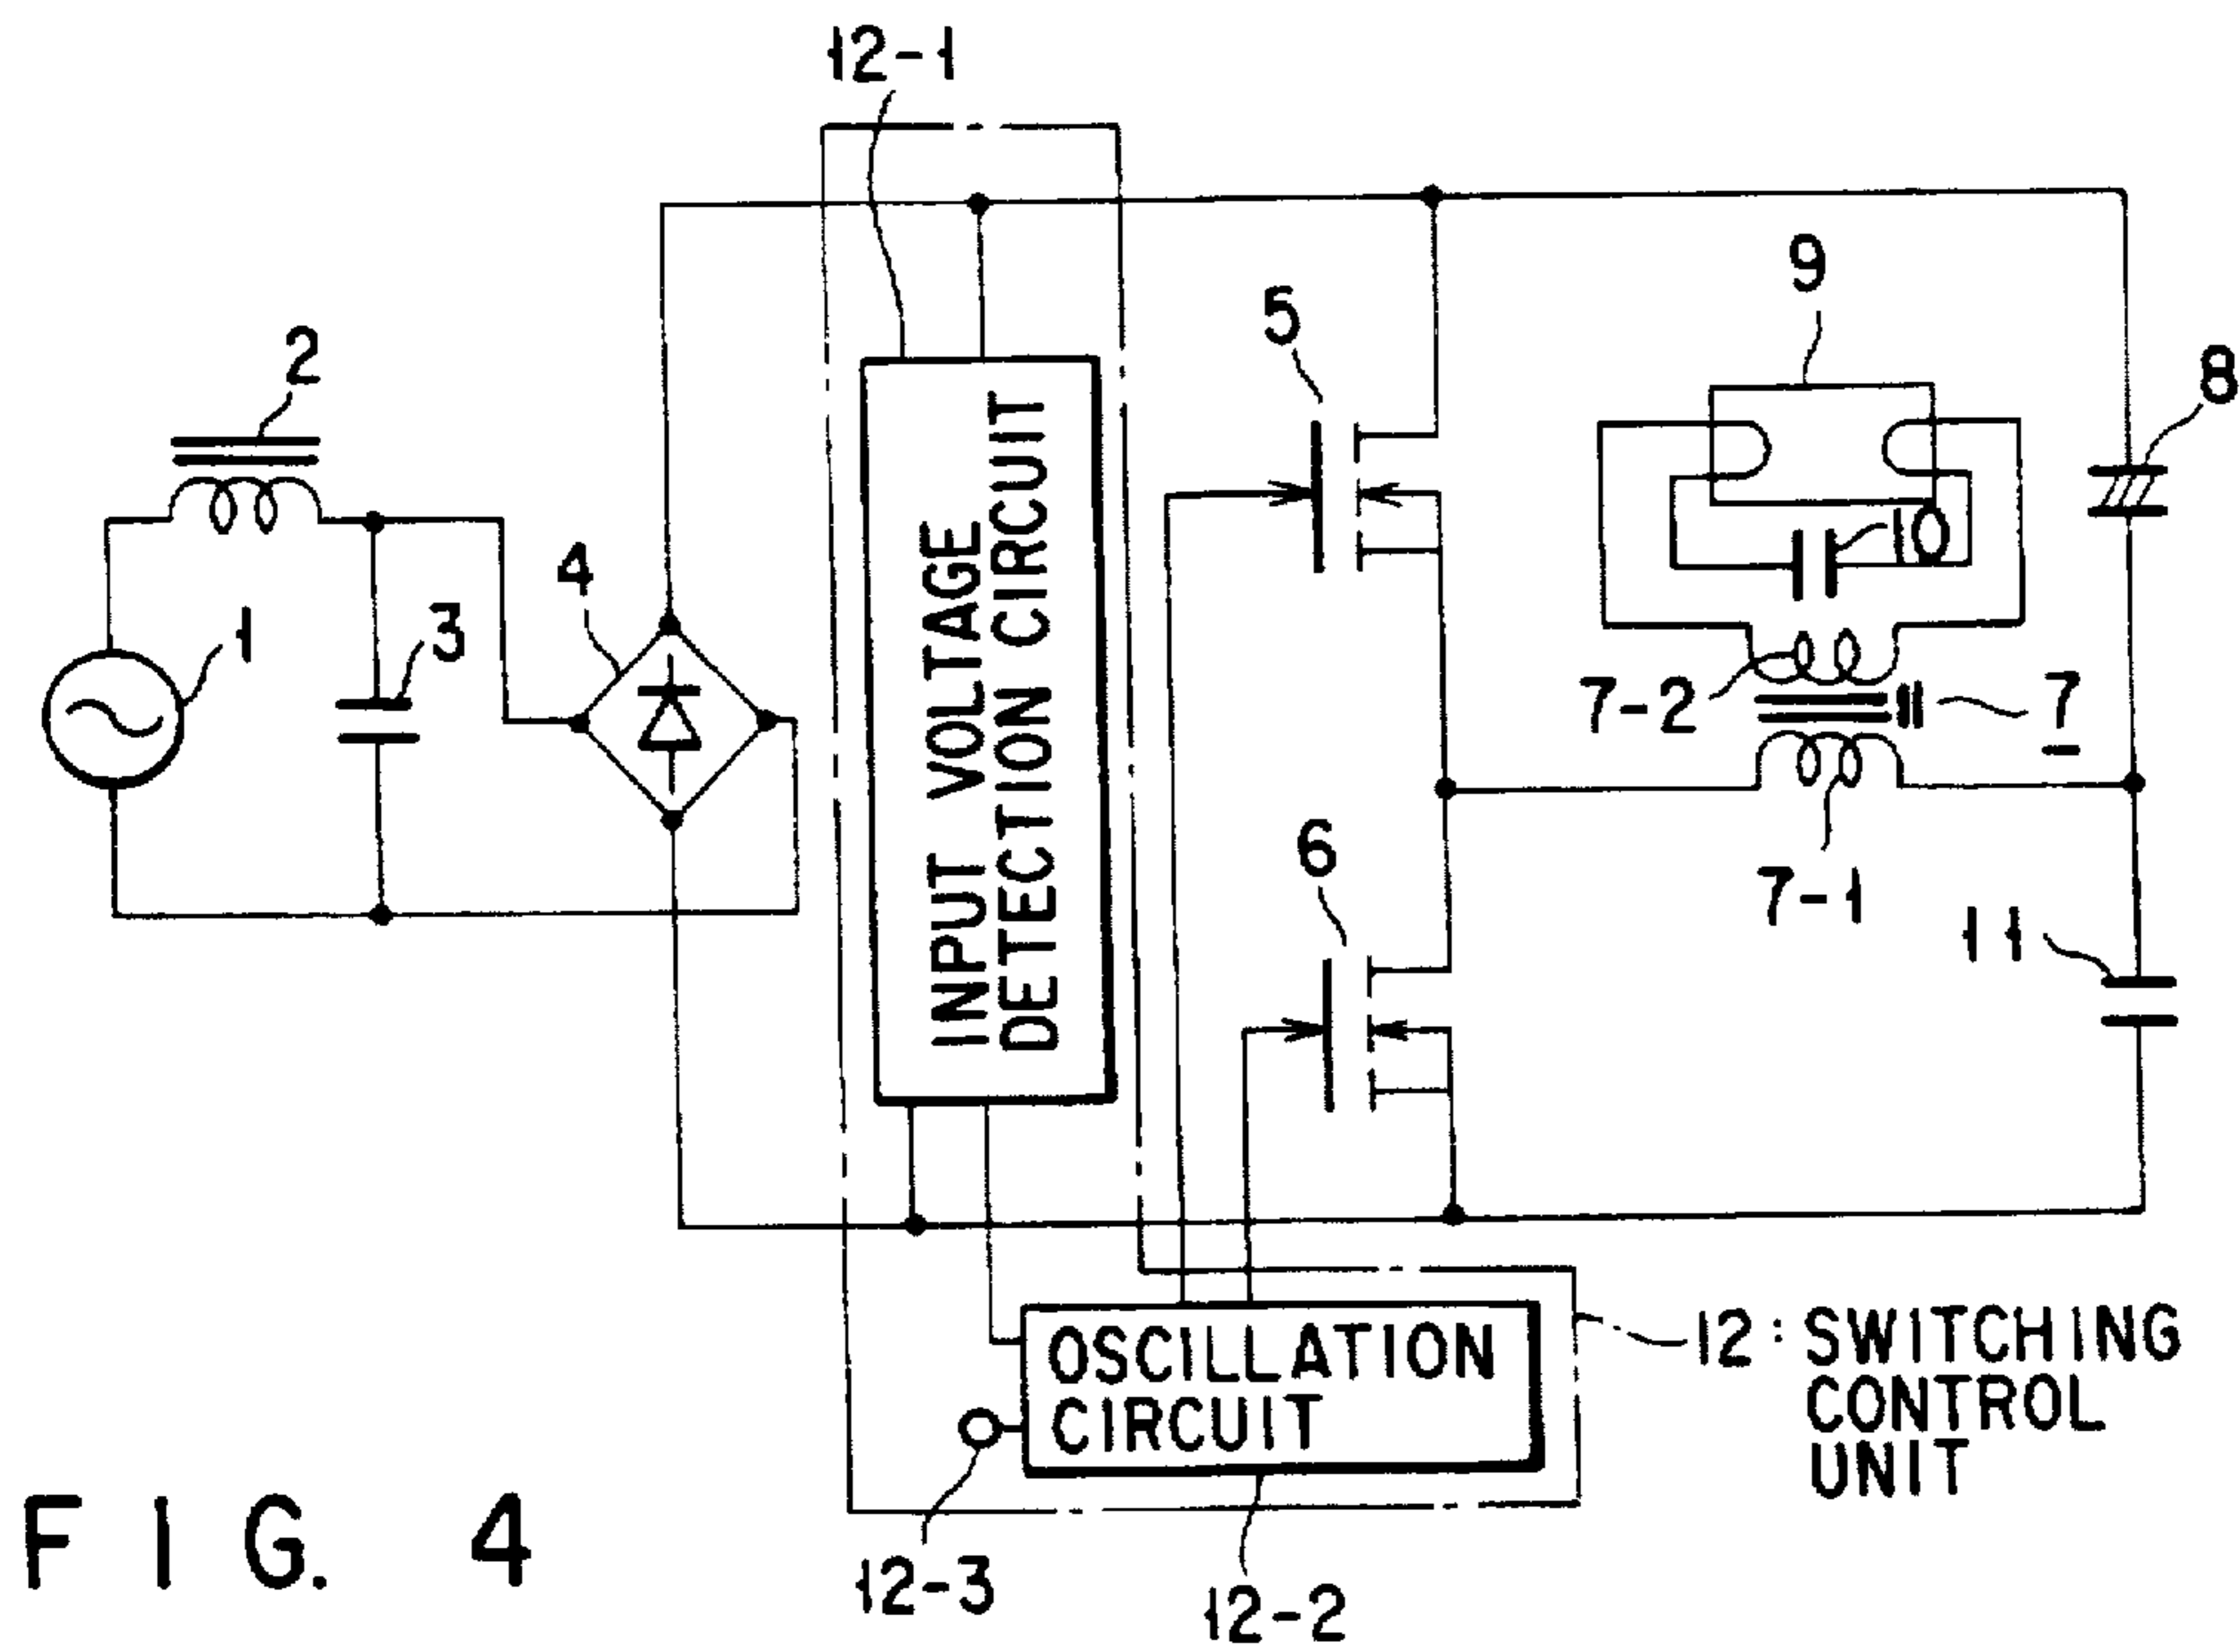 12-1
9
5
8
2
10
4
1
3
7-2
7
INPUT VOLTAGE
DETECTION CIRCUIT
6
7-1
11
OSCILLATION
CIRCUIT
12: SWITCHING
CONTROL
UNIT
FIG. 4
12-3
12-2